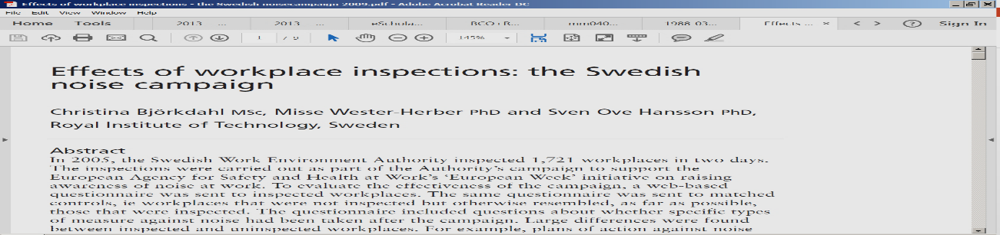 Effects of workplace inspections - the Swedish noisecampaign 2009.pdf - Adobe Acrobat Reader DC
File Edit View Window Help
Home Tools 2013 ... 2013 ... eSchola... BCO+R... mm040... 1988-03... Effects ... × < > ? Sign In
1 / 9 145%
Effects of workplace inspections: the Swedish
noise campaign
Christina Björkdahl MSc, Misse Wester-Herber PhD and Sven Ove Hansson PhD,
Royal Institute of Technology, Sweden
Abstract
In 2005, the Swedish Work Environment Authority inspected 1,721 workplaces in two days.
The inspections were carried out as part of the Authority's campaign to support the
European Agency for Safety and Health at Work's 'European Week' initiative on raising
awareness of noise at work. To evaluate the effectiveness of the campaign, a web-based
questionnaire was sent to inspected workplaces. The same questionnaire was sent to matched
controls, ie workplaces that were not inspected but otherwise resembled, as far as possible,
those that were inspected. The questionnaire included questions about whether specific types
of measure against noise had been taken after the campaign. Large differences were found
between inspected and uninspected workplaces. For example, plans of action against noise